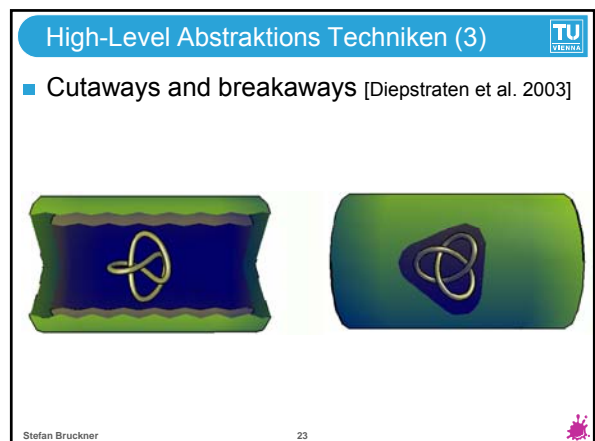 High-Level Abstraktions Techniken (3)
TU
VIENNA
Cutaways and breakaways [Diepstraten et al. 2003]
Stefan Bruckner
23